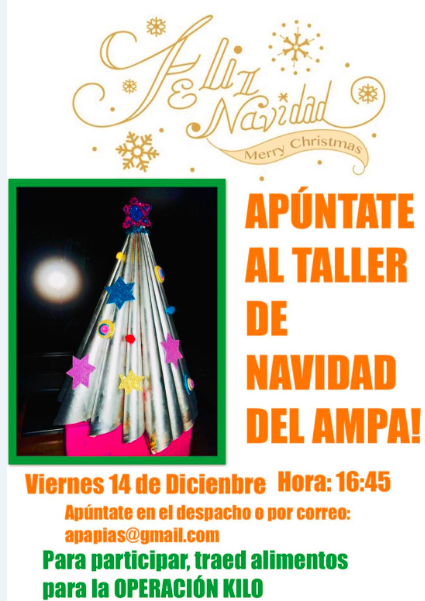 Feliz
Navidad
Merry Christmas
APÚNTATE
AL TALLER
DE
NAVIDAD
DEL AMPA!
Viernes 14 de Dicienbre Hora: 16:45
Apúntate en el despacho o por correo:
apapias@gmail.com
Para participar, traed alimentos
para la OPERACIÓN KILO